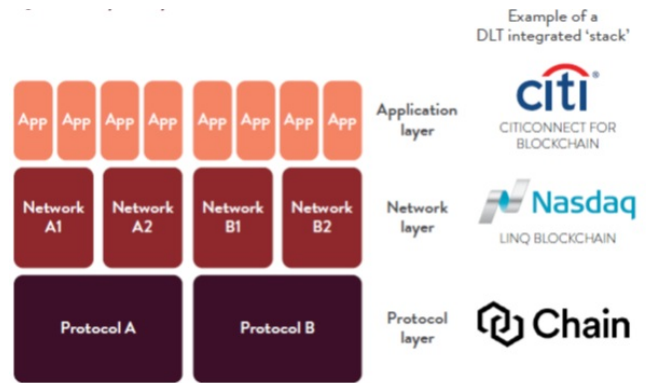 Example of a
DLT integrated ‘stack’
App App App App App App App App
Application
layer
citi®
CITICONNECT FOR
BLOCKCHAIN
Network
A1
Network
A2
Network
B1
Network
B2
Network
layer
Nasdaq
LINQ BLOCKCHAIN
Protocol A
Protocol B
Protocol
layer
Chain